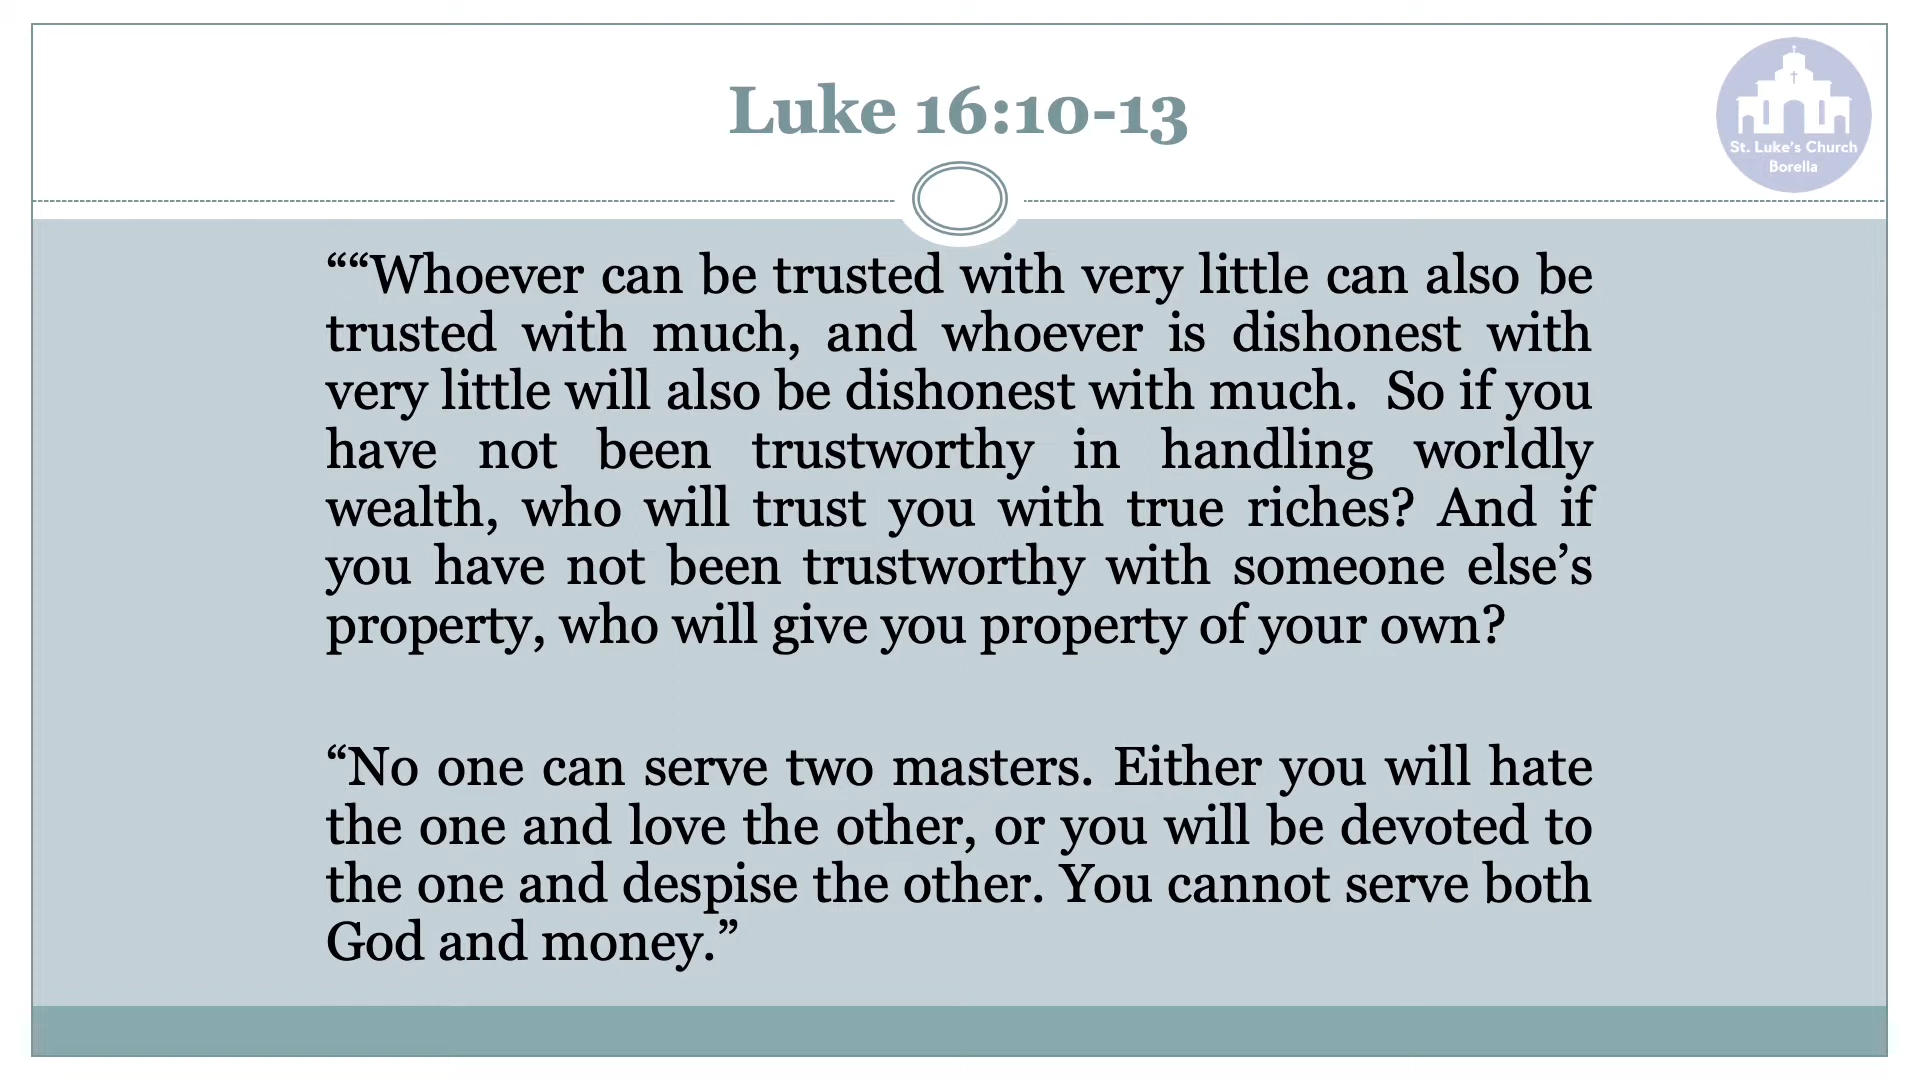 Luke 16:10-13
St. Luke's Church
Borella
““Whoever can be trusted with very little can also be
trusted with much, and whoever is dishonest with
very little will also be dishonest with much.  So if you
have not been trustworthy in handling worldly
wealth, who will trust you with true riches? And if
you have not been trustworthy with someone else’s
property, who will give you property of your own?
“No one can serve two masters. Either you will hate
the one and love the other, or you will be devoted to
the one and despise the other. You cannot serve both
God and money.”